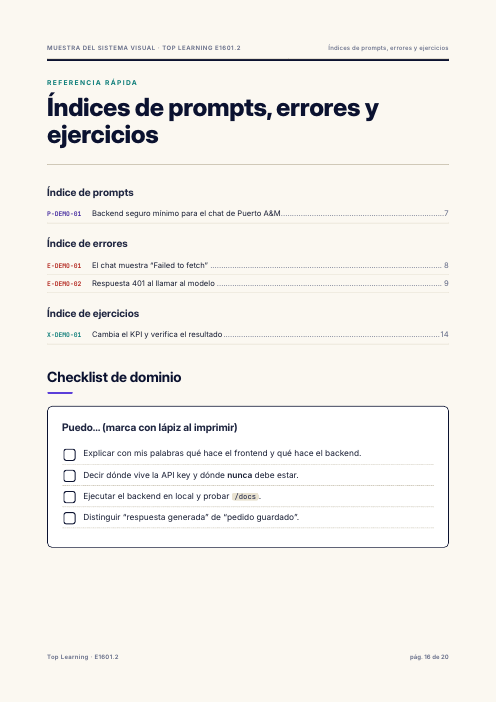 MUESTRA DEL SISTEMA VISUAL · TOP LEARNING E1601.2
Índices de prompts, errores y ejercicios
REFERENCIA RÁPIDA
Índices de prompts, errores y
ejercicios
Índice de prompts
P-DEMO-01 Backend seguro mínimo para el chat de Puerto A&M 7
Índice de errores
E-DEMO-01 El chat muestra “Failed to fetch” 8
E-DEMO-02 Respuesta 401 al llamar al modelo 9
Índice de ejercicios
X-DEMO-01 Cambia el KPI y verifica el resultado 14
Checklist de dominio
Puedo... (marca con lápiz al imprimir)
Explicar con mis palabras qué hace el frontend y qué hace el backend.
Decir dónde vive la API key y dónde nunca debe estar.
Ejecutar el backend en local y probar /docs.
Distinguir “respuesta generada” de “pedido guardado”.
Top Learning · E1601.2
pág. 16 de 20